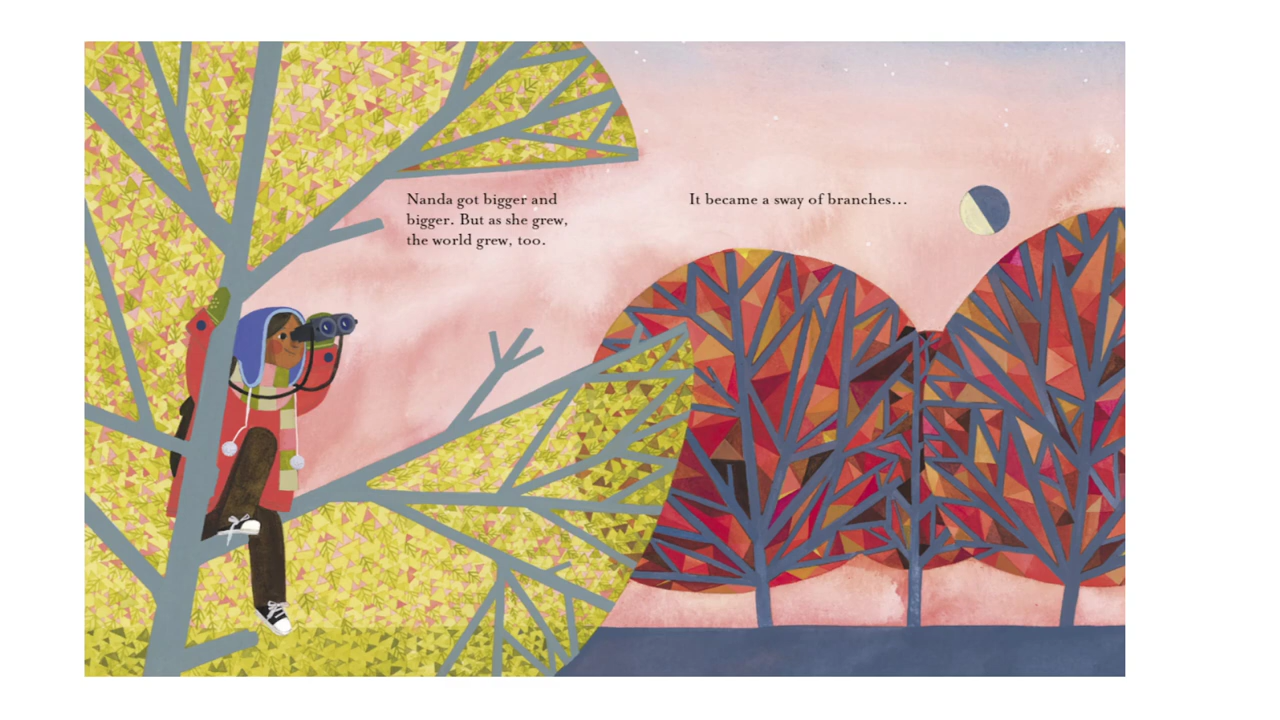 Nanda got bigger and
bigger. But as she grew,
the world grew, too.
It became a sway of branches...